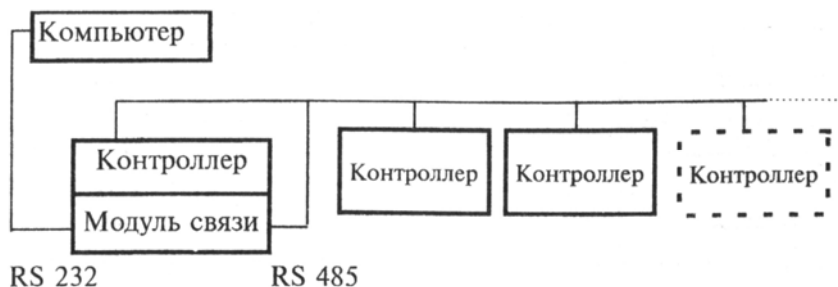 Компьютер
Контроллер
Модуль связи
Контроллер
Контроллер
Контроллер
RS 232
RS 485